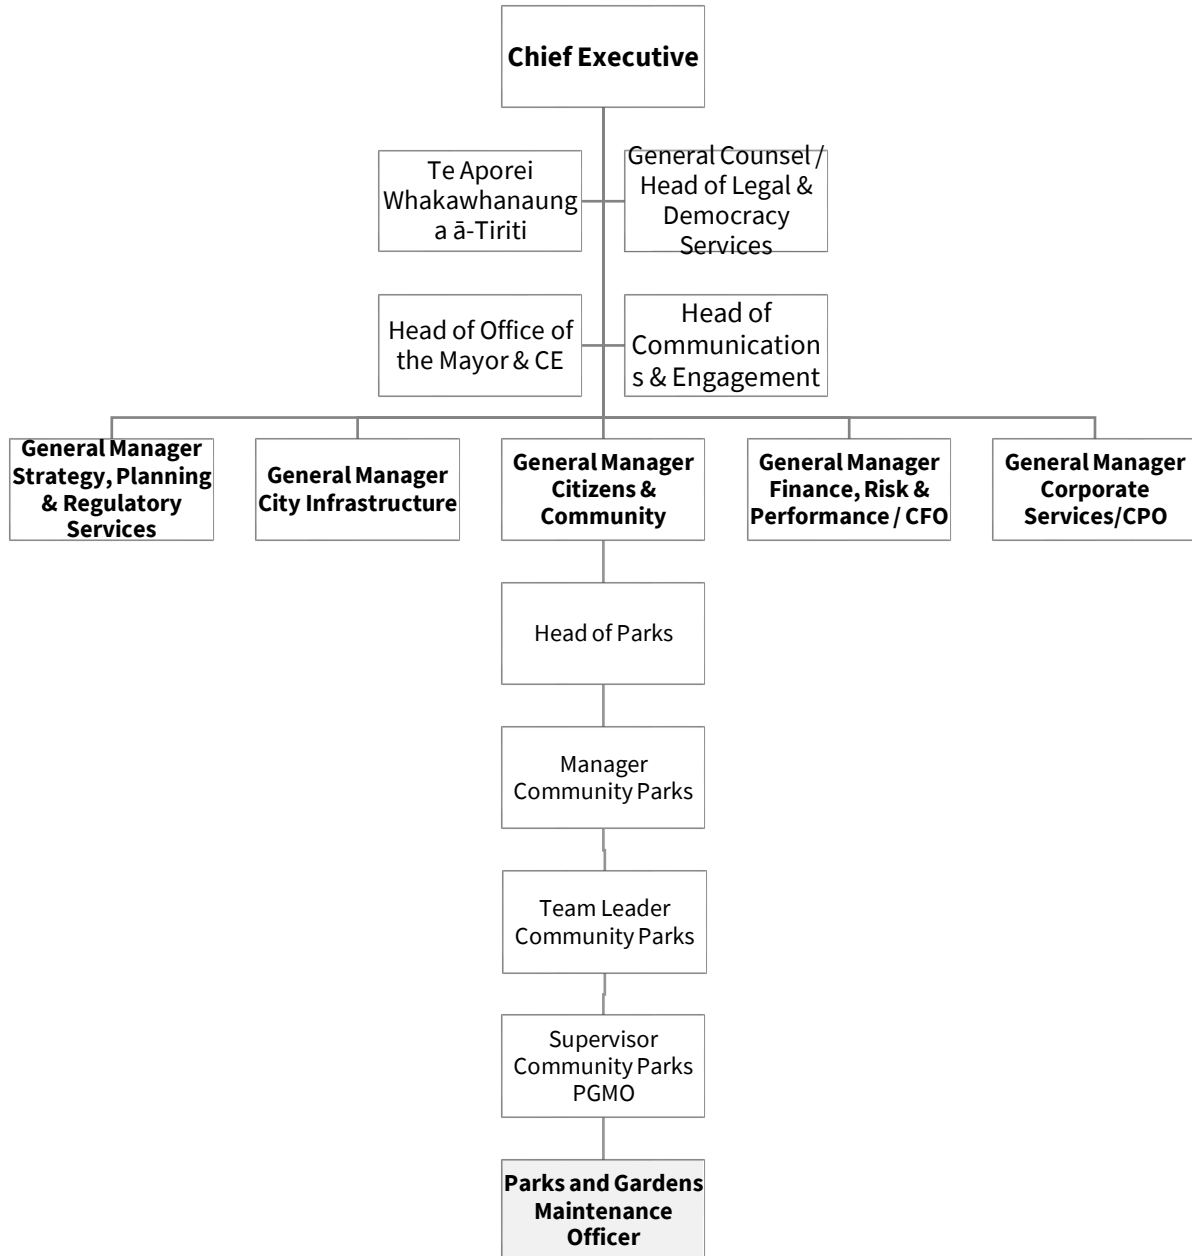 Chief Executive
Te Aporei
Whakawhanaung
a ā-Tiriti
General Counsel /
Head of Legal &
Democracy
Services
Head of Office of
the Mayor & CE
Head of
Communication
s & Engagement
General Manager
Strategy, Planning
& Regulatory
Services
General Manager
City Infrastructure
General Manager
Citizens &
Community
General Manager
Finance, Risk &
Performance / CFO
General Manager
Corporate
Services/CPO
Head of Parks
Manager
Community Parks
Team Leader
Community Parks
Supervisor
Community Parks
PGMO
Parks and Gardens
Maintenance
Officer